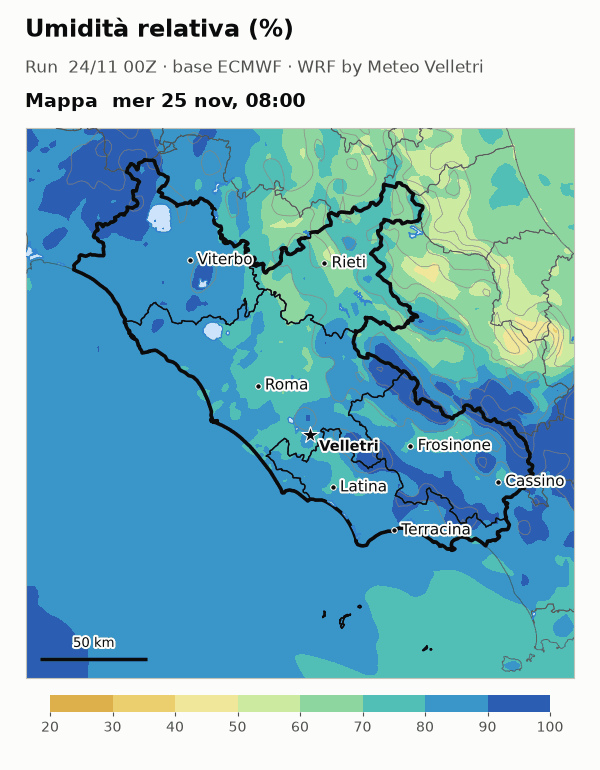 Umidità relativa (%)
Run 24/11 00Z · base ECMWF · WRF by Meteo Velletri
Mappa mer 25 nov, 08:00
Viterbo
Rieti
Roma
Velletri
Frosinone
Cassino
Latina
Terracina
50 km
20 30 40 50 60 70 80 90 100